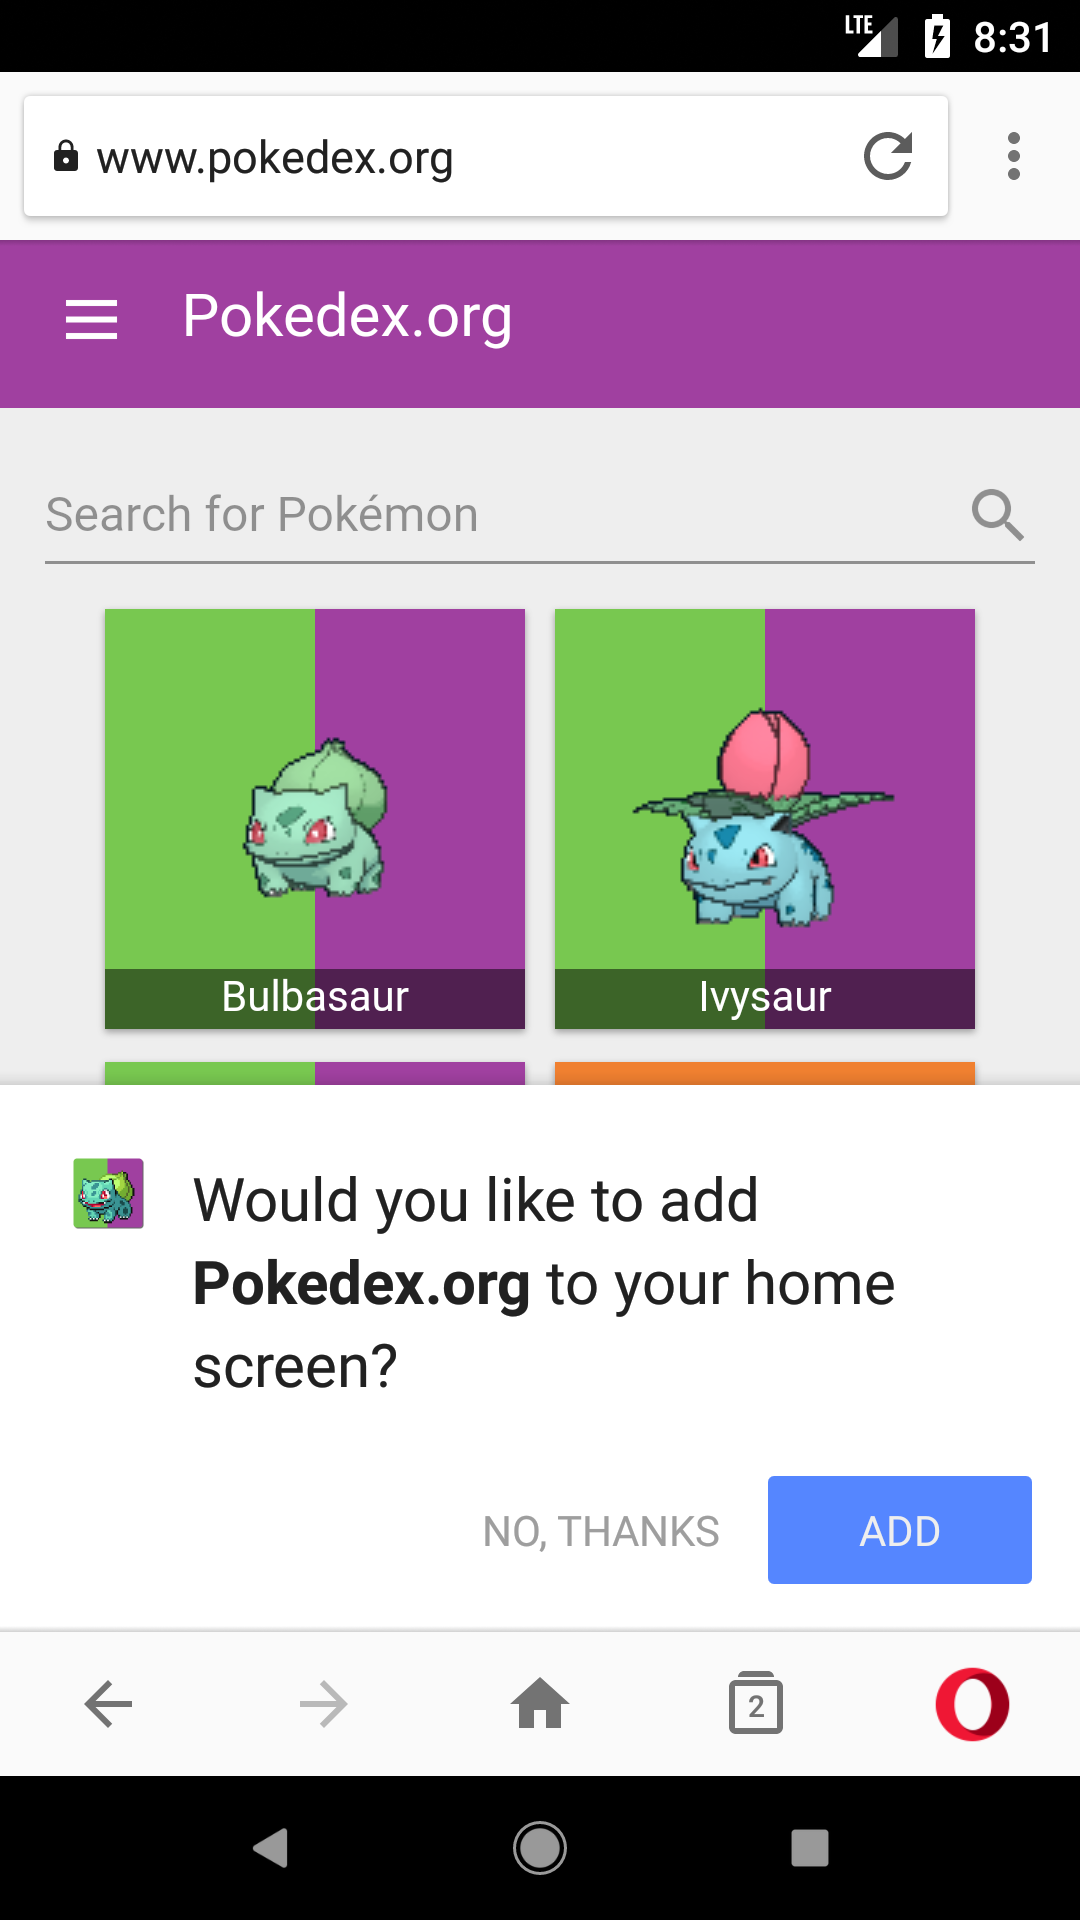 LTE 8:31
www.pokedex.org
Pokedex.org
Search for Pokémon
Bulbasaur Ivysaur
Would you like to add
Pokedex.org to your home
screen?
NO, THANKS ADD
2